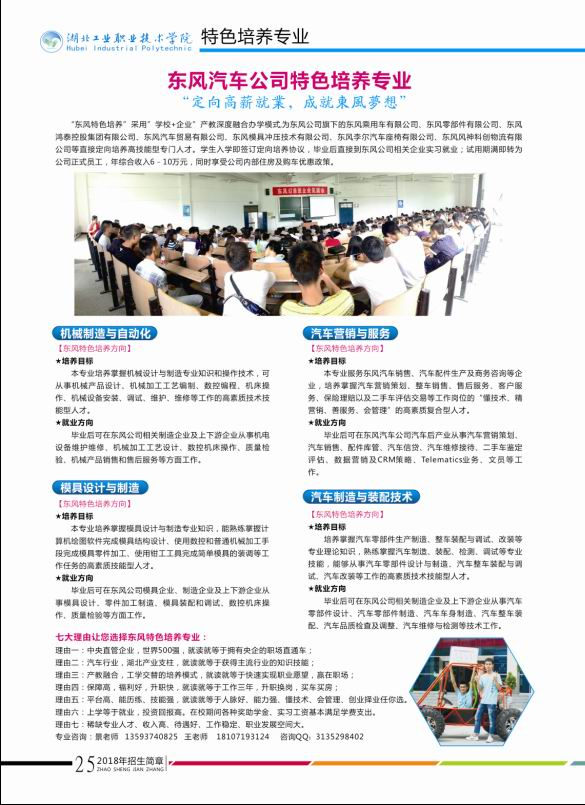 湖北工业职业技术学院
Hubei Industrial Polytechnic
特色培养专业
东风汽车公司特色培养专业
“定向高薪就業，成就東風夢想”
“东风特色培养”采用“学校+企业”产教深度融合办学模式为东风公司旗下的东风乘用车有限公司、东风零部件有限公司、东风
鸿泰控股集团有限公司、东风汽车贸易有限公司、东风模具冲压技术有限公司、东风李尔汽车座椅有限公司、东风风神科创物流有限
公司等直接定向培养高技能型专门人才。学生入学即签订定向培养协议，毕业后直接到东风公司相关企业实习就业；试用期满即转为
公司正式员工，年综合收入6－10万元，同时享受公司内部住房及购车优惠政策。
机械制造与自动化
【东风特色培养方向】
★培养目标
本专业培养掌握机械设计与制造专业知识和操作技术，可
从事机械产品设计、机械加工工艺编制、数控编程、机床操
作、机械设备安装、调试、维护、维修等工作的高素质技术技
能型人才。
★就业方向
毕业后可在东风公司相关制造企业及上下游企业从事机电
设备维护维修、机械加工工艺设计、数控机床操作、质量检
验、机械产品销售和售后服务等方面工作。
模具设计与制造
【东风特色培养方向】
★培养目标
本专业培养掌握模具设计与制造专业知识，能熟练掌握计
算机绘图软件完成模具结构设计、使用数控和普通机械加工手
段完成模具零件加工、使用钳工工具完成简单模具的装调等工
作任务的高素质技能型人才。
★就业方向
毕业后可在东风公司模具企业、制造企业及上下游企业从
事模具设计、零件加工制造、模具装配和调试、数控机床操
作、质量检验等方面工作。
汽车营销与服务
【东风特色培养方向】
★培养目标
本专业服务东风汽车销售、汽车配件生产及商务咨询等企
业，培养掌握汽车营销策划、整车销售、售后服务、客户服
务、保险理赔以及二手车评估交易等工作岗位的“懂技术、精
营销、善服务、会管理”的高素质复合型人才。
★就业方向
毕业后可在东风汽车公司汽车后产业从事汽车营销策划、
汽车销售、配件库管、汽车信贷、汽车维修接待、二手车鉴定
评估、数据营销及CRM策略、Telematics业务、文员等工
作。
汽车制造与装配技术
【东风特色培养方向】
★培养目标
培养掌握汽车零部件生产制造、整车装配与调试、改装等
专业理论知识，熟练掌握汽车制造、装配、检测、调试等专业
技能，能够从事汽车零部件设计与制造、汽车整车装配与调
试、汽车改装等工作的高素质技术技能型人才。
★就业方向
毕业后可在东风公司相关制造企业及上下游企业从事汽车
零部件设计、汽车零部件制造、汽车车身制造、汽车整车装
配、汽车品质检查及调整、汽车维修与检测等技术工作。
七大理由让您选择东风特色培养专业：
理由一：中央直管企业，世界500强，就读就等于拥有央企的职场直通车；
理由二：汽车行业，湖北产业支柱，就读就等于获得主流行业的知识技能；
理由三：产教融合，工学交替的培养模式，就读就等于快速实现职业愿望，赢在职场；
理由四：保障高，福利好，升职快，就读就等于工作三年，升职换岗，买车买房；
理由五：平台高、能历练、技能强，就读就等于人脉好、能力强、懂技术、会管理、创业择业任你选。
理由六：上学等于就业，投资回报高。在校期间各种奖助学金、实习工资基本满足学费支出。
理由七：稀缺专业人才、收入高、待遇好、工作稳定、职业发展空间大。
专业咨询：景老师 13593740825 王老师 18107193124 咨询QQ：3135298402
25 2018年招生简章
ZHAO SHENG JIAN ZHANG